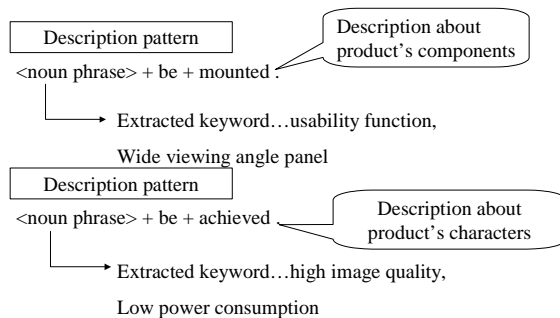 Description pattern
Description about
product's components
<noun phrase> + be + mounted .
Extracted keyword…usability function,
Wide viewing angle panel
Description pattern
<noun phrase> + be + achieved .
Description about
product's characters
Extracted keyword…high image quality,
Low power consumption